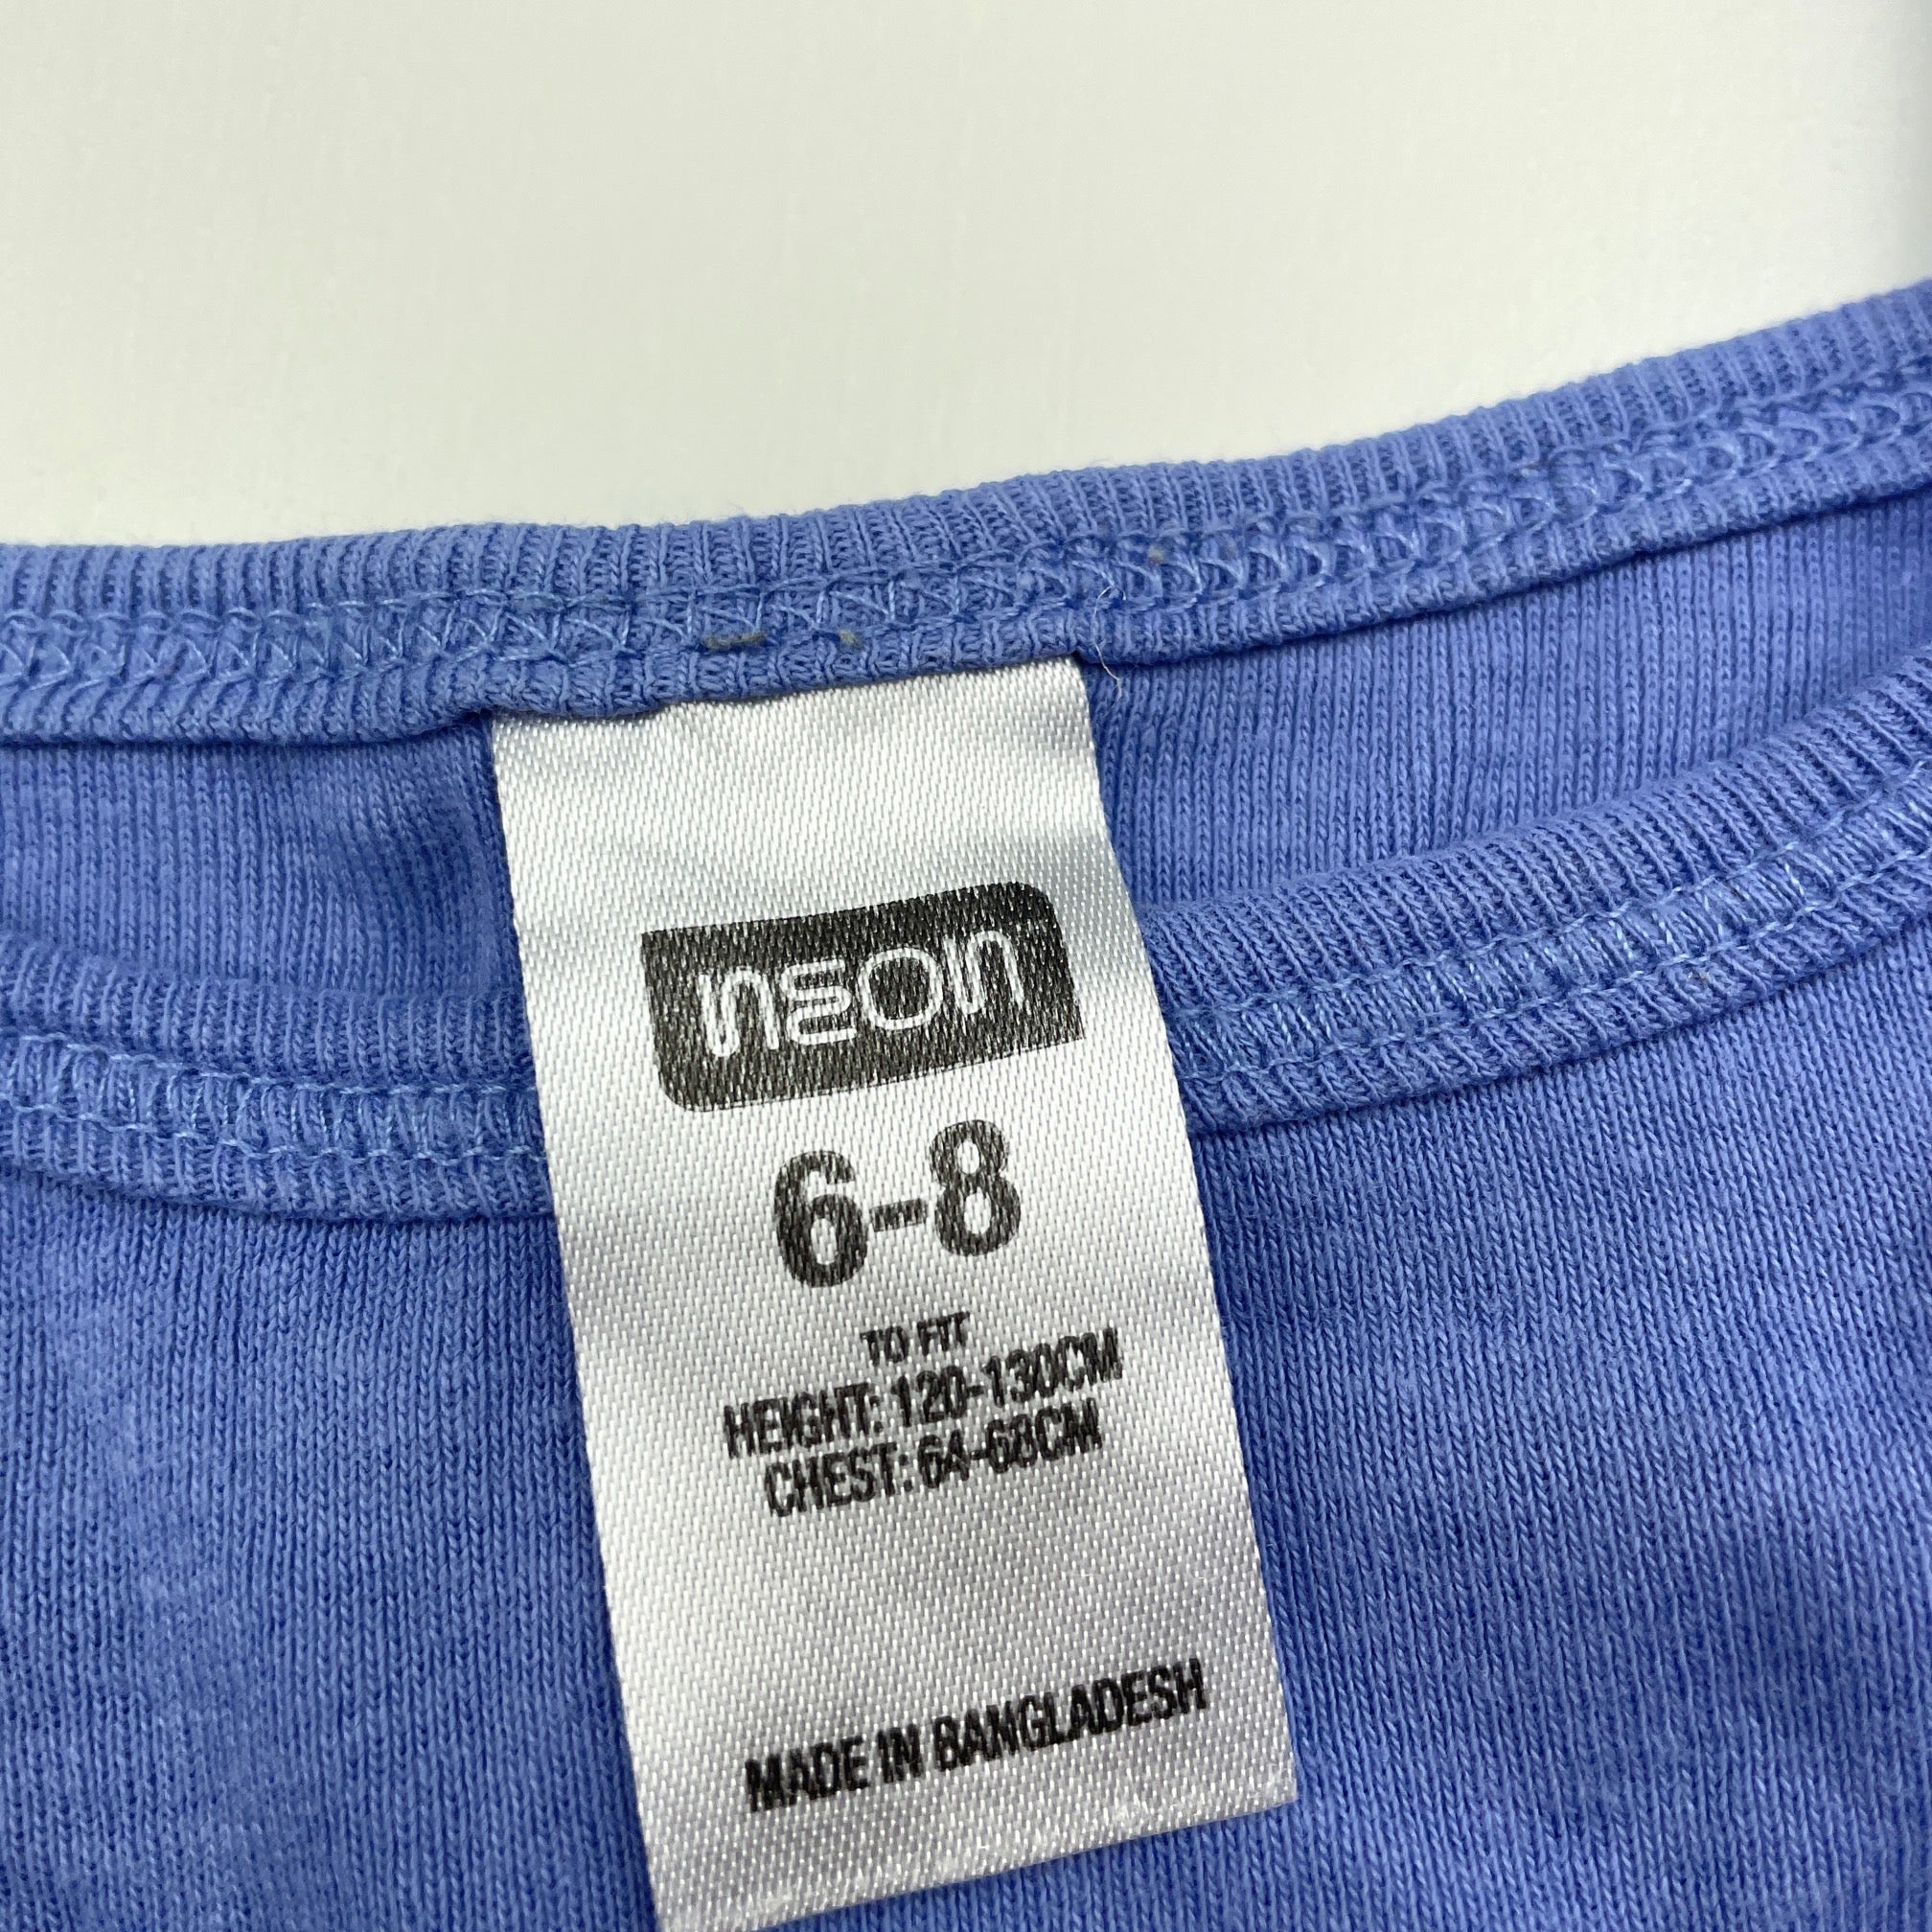 neon
6-8
TO FIT
HEIGHT: 120-130CM
CHEST: 64-68CM
MADE IN BANGLADESH